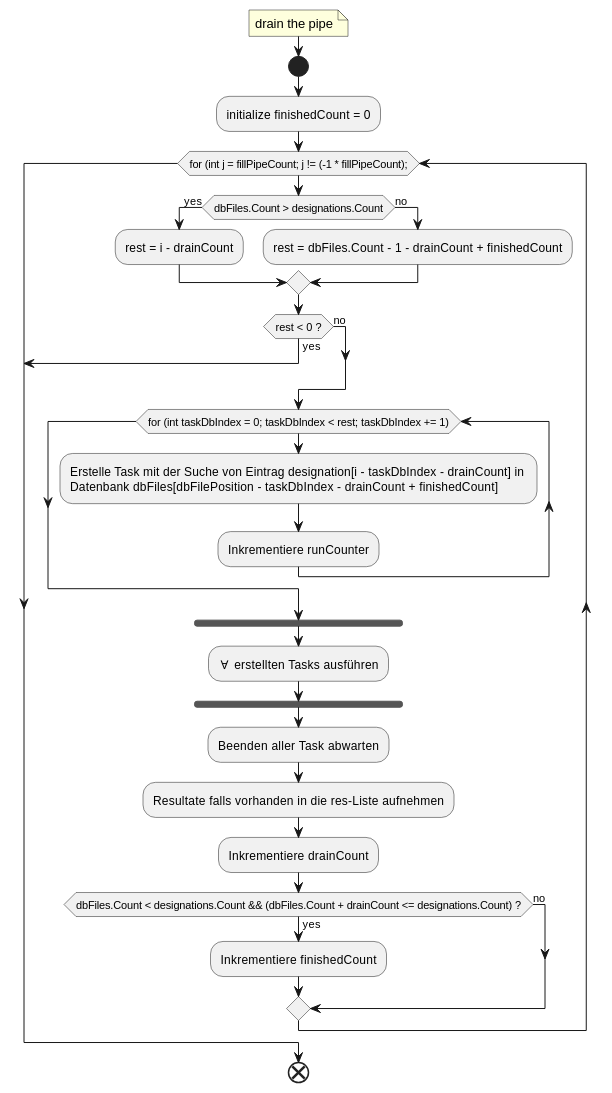 drain the pipe
initialize finishedCount = 0
for (int j = fillPipeCount; j != (-1 * fillPipeCount);
yes
dbFiles.Count > designations.Count
no
rest = i - drainCount
rest = dbFiles.Count - 1 - drainCount + finishedCount
rest < 0 ?
no
yes
for (int taskDbIndex = 0; taskDbIndex < rest; taskDbIndex += 1)
Erstelle Task mit der Suche von Eintrag designation[i - taskDbIndex - drainCount] in
Datenbank dbFiles[dbFilePosition - taskDbIndex - drainCount + finishedCount]
Inkrementiere runCounter
∀ erstellten Tasks ausführen
Beenden aller Task abwarten
Resultate falls vorhanden in die res-Liste aufnehmen
Inkrementiere drainCount
dbFiles.Count < designations.Count && (dbFiles.Count + drainCount <= designations.Count) ?
no
yes
Inkrementiere finishedCount